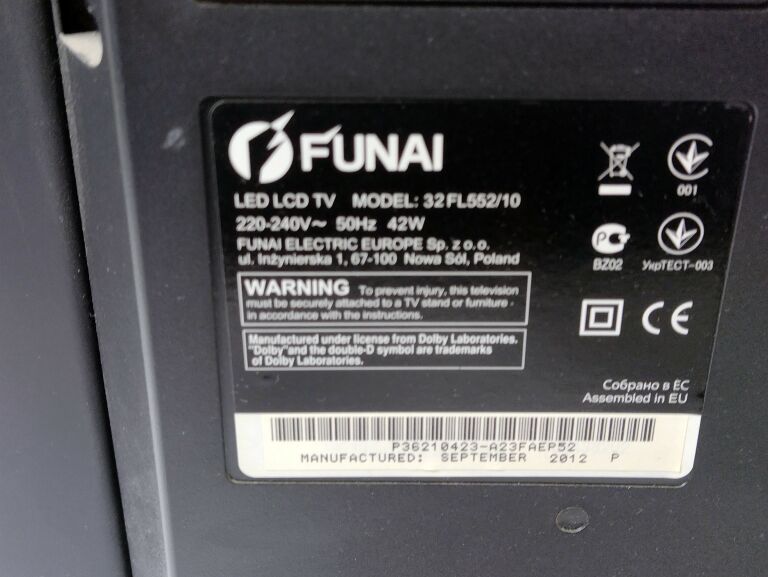 FUNAI
LED LCD TV MODEL: 32FL552/10
220-240V~ 50Hz 42W
FUNAI ELECTRIC EUROPE Sp. z o.o.
ul. Inżynierska 1, 67-100 Nowa Sól, Poland
WARNING To prevent injury, this television
must be securely attached to a TV stand or furniture -
in accordance with the instructions.
Manufactured under license from Dolby Laboratories.
"Dolby"and the double-D symbol are trademarks
of Dolby Laboratories.
001
BZ02 УкрТЕСТ-003
CE
Собрано в ЕС
Assembled in EU
P36210423-A23FAEP52
MANUFACTURED: SEPTEMBER 2012 P